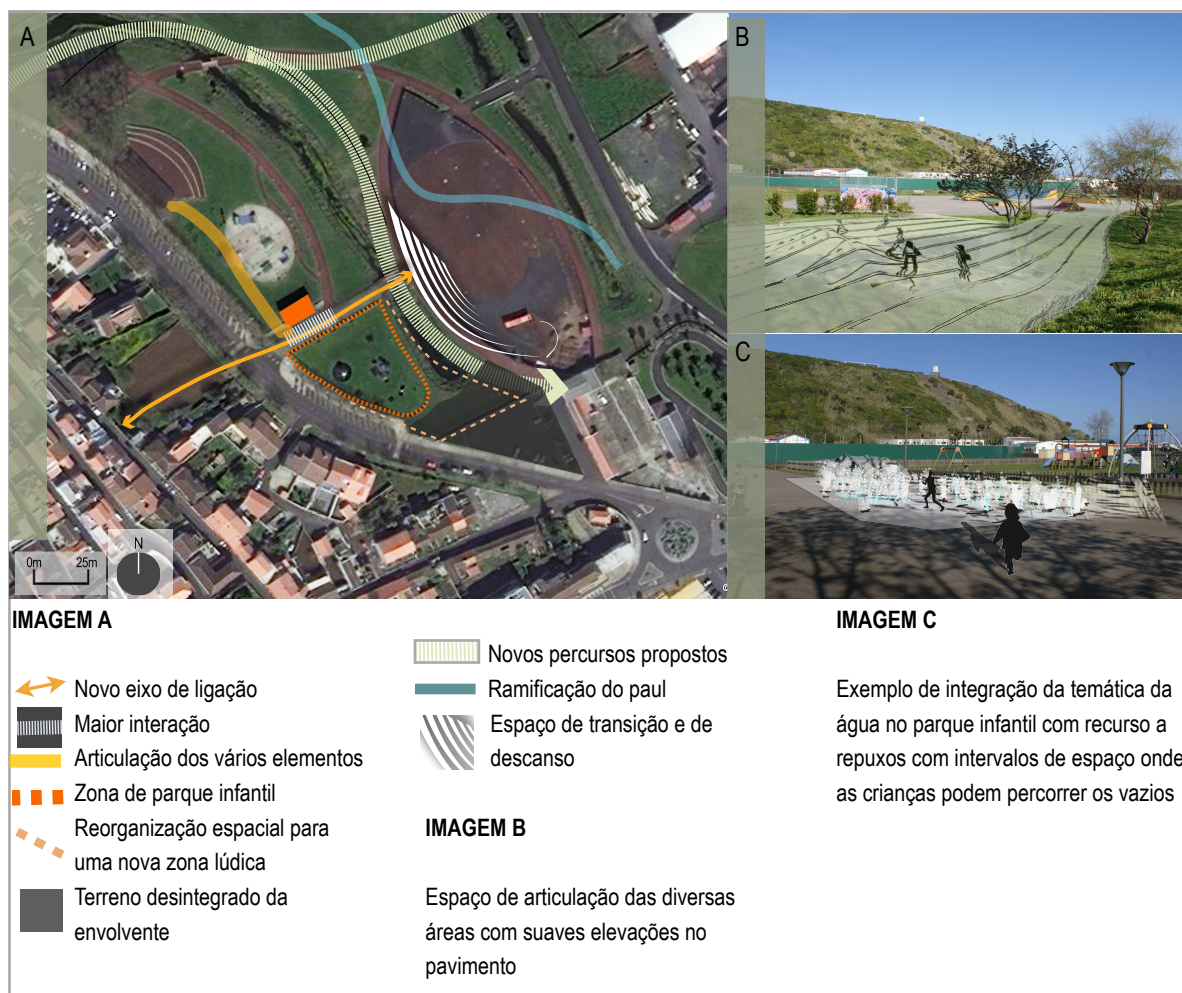 A
B
C
N
0m 25m
IMAGEM A
Novo eixo de ligação
Maior interação
Articulação dos vários elementos
Zona de parque infantil
Reorganização espacial para
uma nova zona lúdica
Terreno desintegrado da
envolvente
Novos percursos propostos
Ramificação do paul
Espaço de transição e de
descanso
IMAGEM B
Espaço de articulação das diversas
áreas com suaves elevações no
pavimento
IMAGEM C
Exemplo de integração da temática da
água no parque infantil com recurso a
repuxos com intervalos de espaço onde
as crianças podem percorrer os vazios